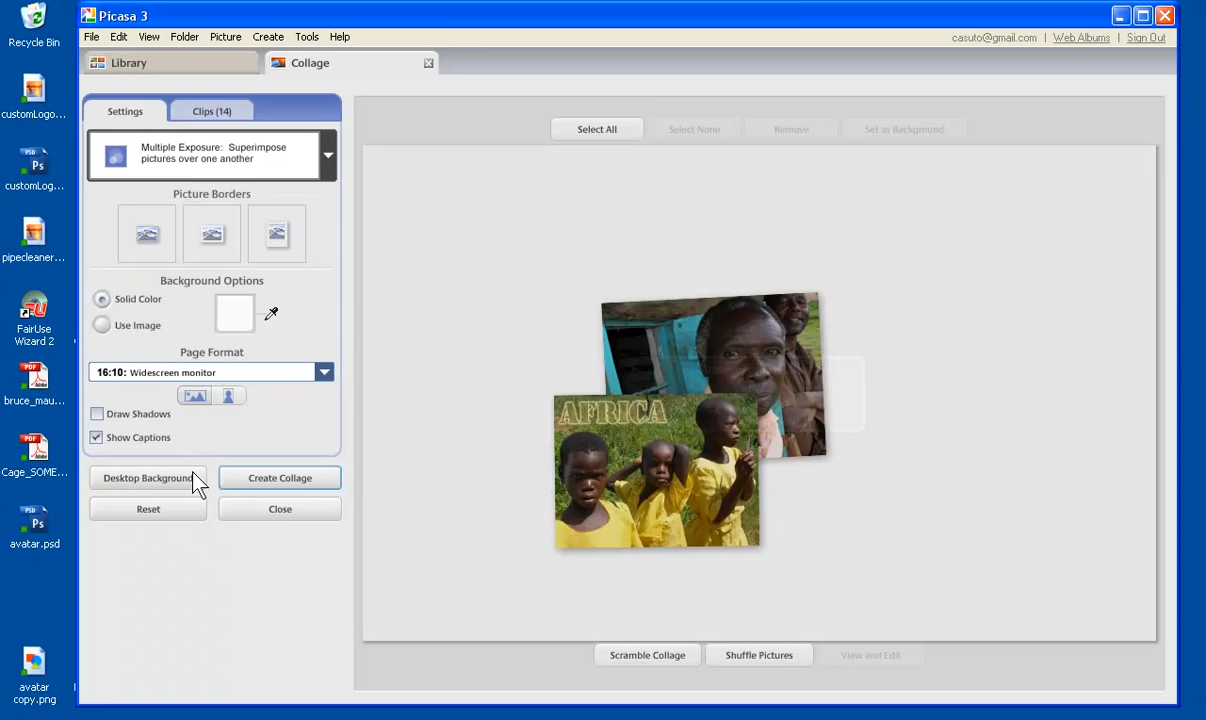 Recycle Bin
customLogo...
customLog...
pipecleaner...
FairUse
Wizard 2
bruce_mau...
Cage_SOME...
avatar.psd
avatar
copy.png
Picasa 3
File Edit View Folder Picture Create Tools Help
casuto@gmail.com | Web Albums | Sign Out
Library
Collage
Settings
Clips (14)
Multiple Exposure: Superimpose
pictures over one another
Picture Borders
Background Options
Solid Color
Use Image
Page Format
16:10: Widescreen monitor
Draw Shadows
Show Captions
Desktop Background
Create Collage
Reset
Close
Select All
Select None
Remove
Set as Background
AFRICA
Scramble Collage
Shuffle Pictures
View and Edit